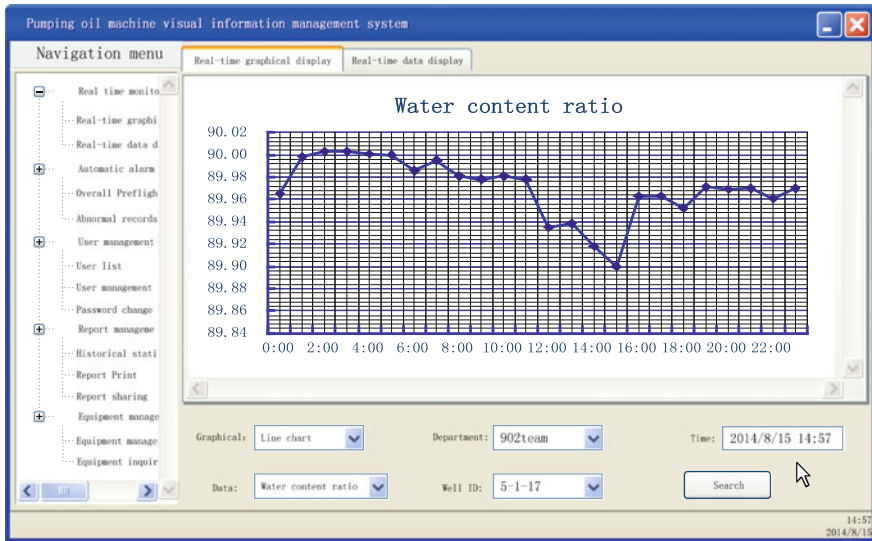 Pumping oil machine visual information management system
Navigation menu
Real time monito
Real-time graphi
Real-time data d
Automatic alarm
Overall Prefligh
Abnormal records
User management
User list
User management
Password change
Report manageme
Historical stati
Report Print
Report sharing
Equipment manage
Equipment manage
Equipment inquir
Real-time graphical display Real-time data display
Water content ratio
90.02
90.00
89.98
89.96
89.94
89.92
89.90
89.88
89.86
89.84
0:00 2:00 4:00 6:00 8:00 10:00 12:00 14:00 16:00 18:00 20:00 22:00
Graphical: Line chart Department: 902team Time: 2014/8/15 14:57
Data: Water content ratio Well ID: 5-1-17 Search
14:57
2014/8/15